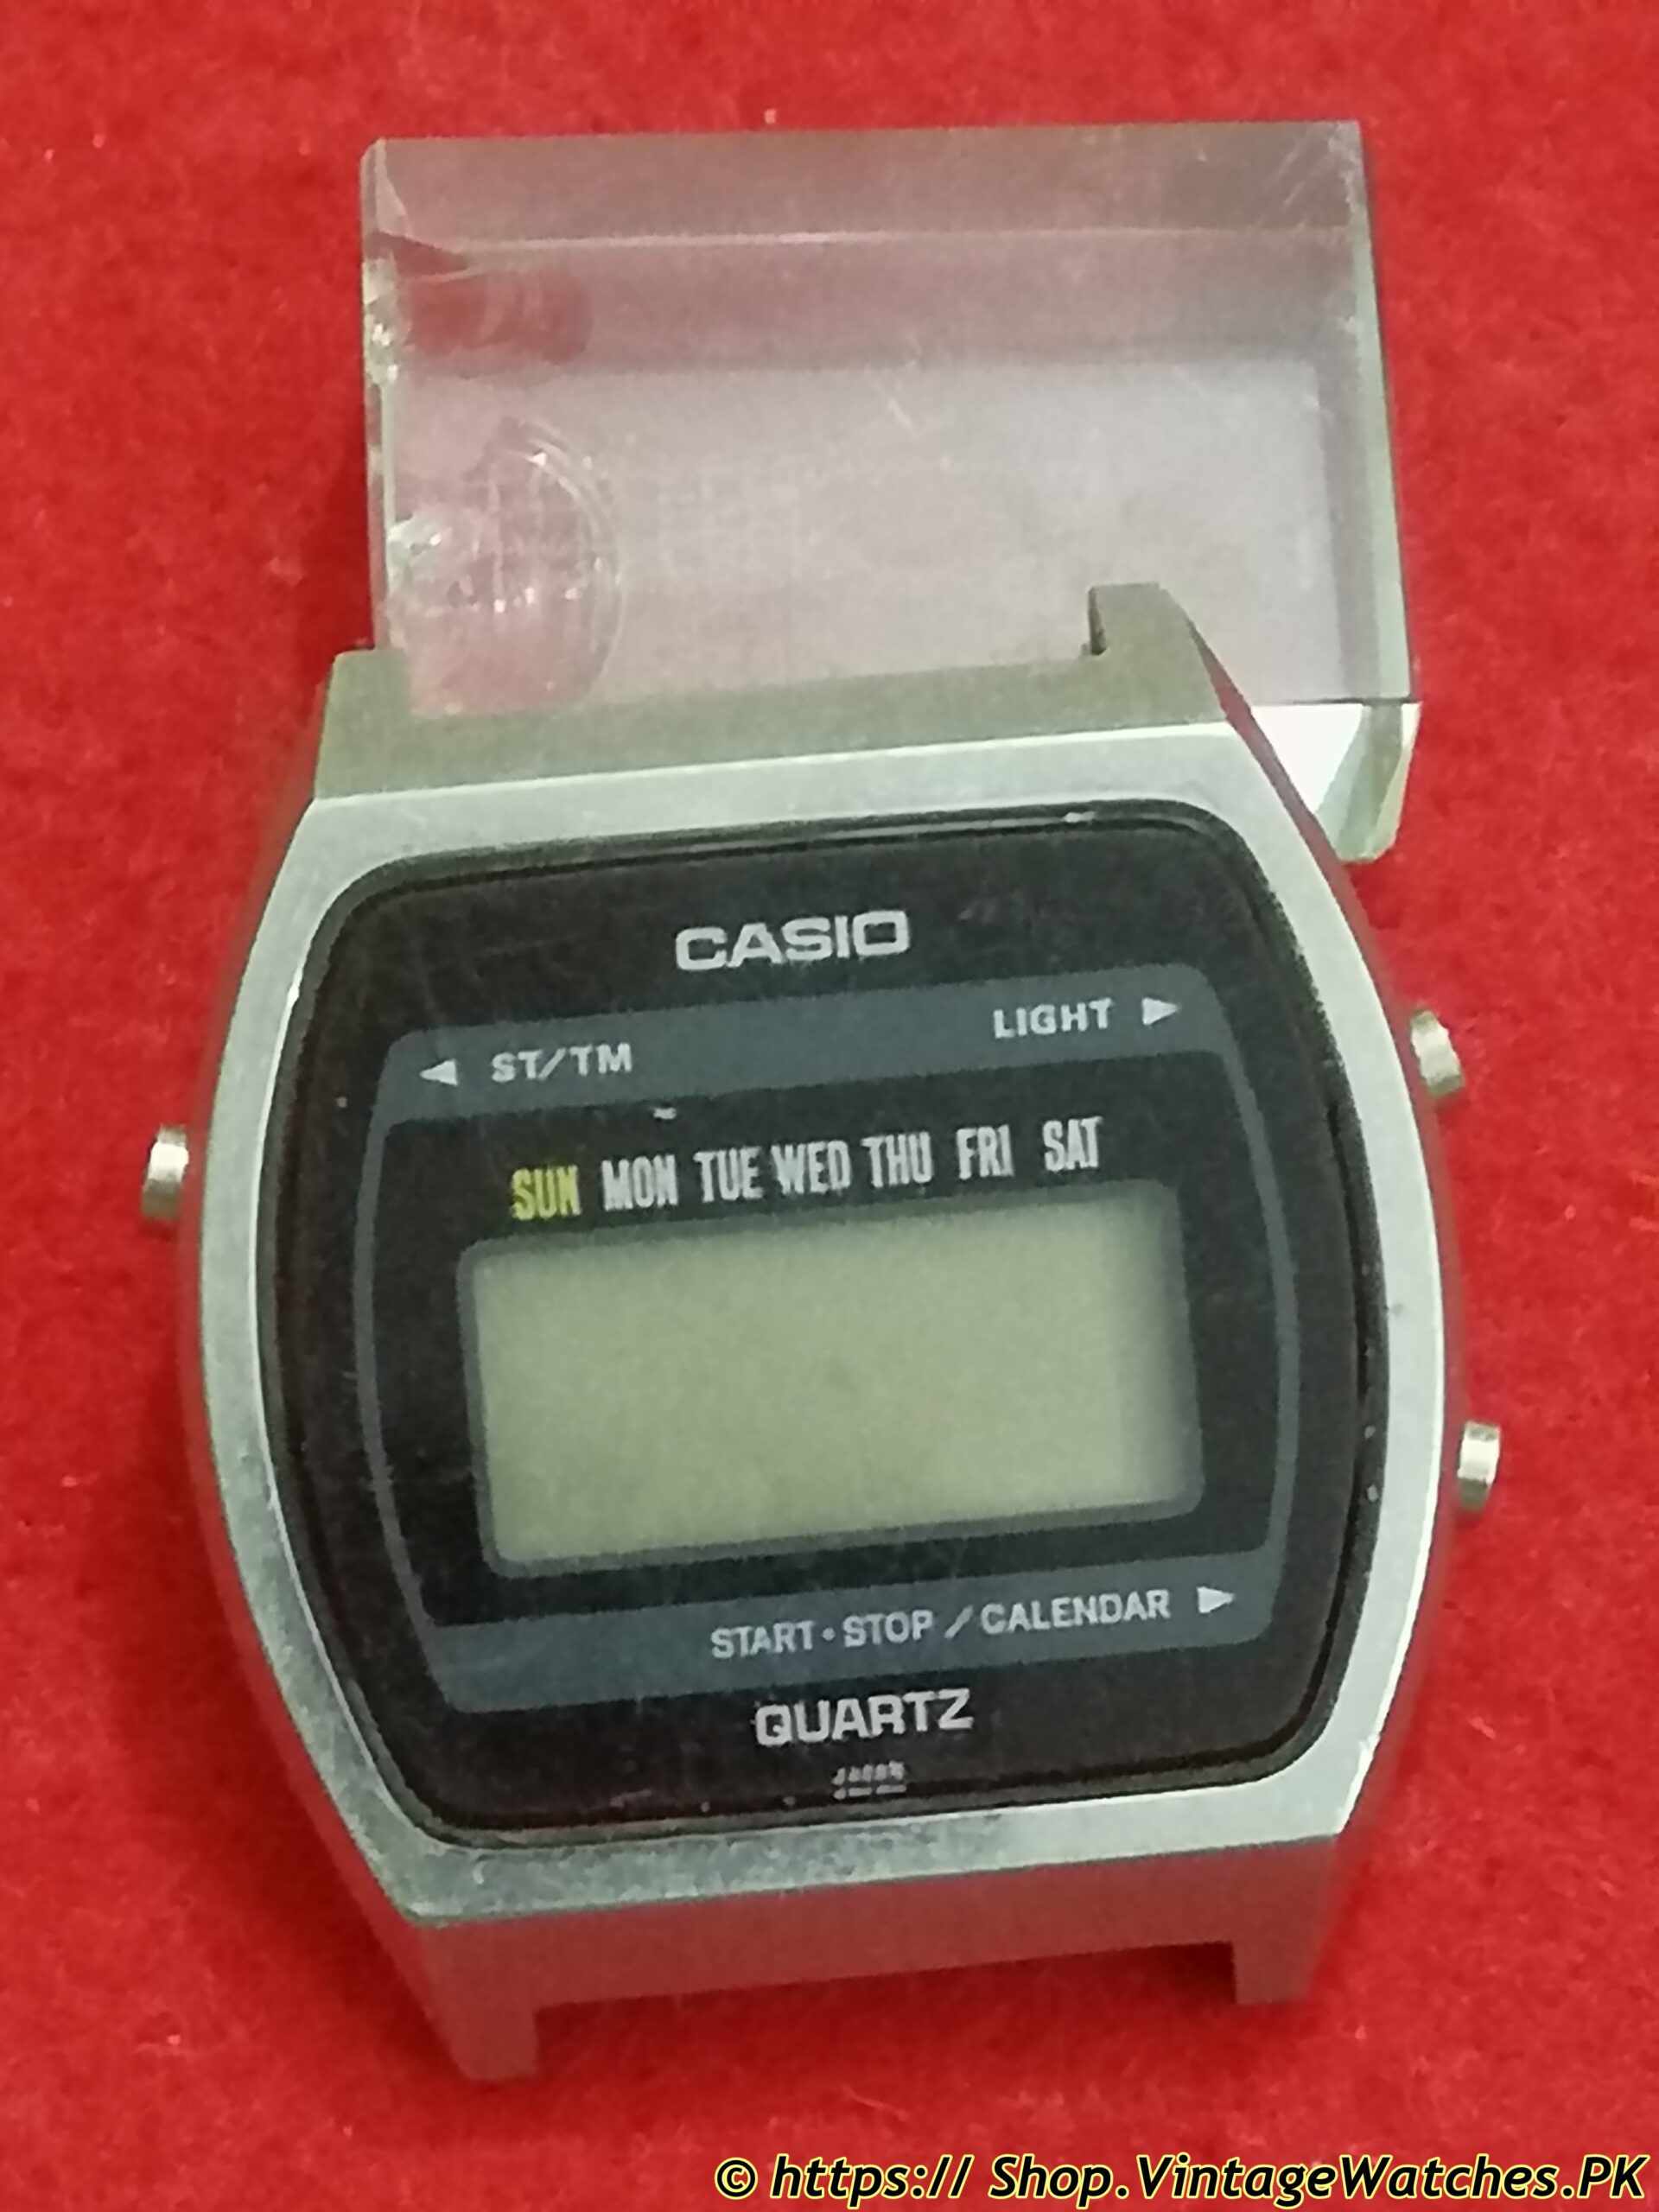 CASIO
LIGHT ▶
◀ ST/TM
SUN MON TUE WED THU FRI SAT
START•STOP/CALENDAR ▶
QUARTZ
JAPAN
© https:// Shop.VintageWatches.PK